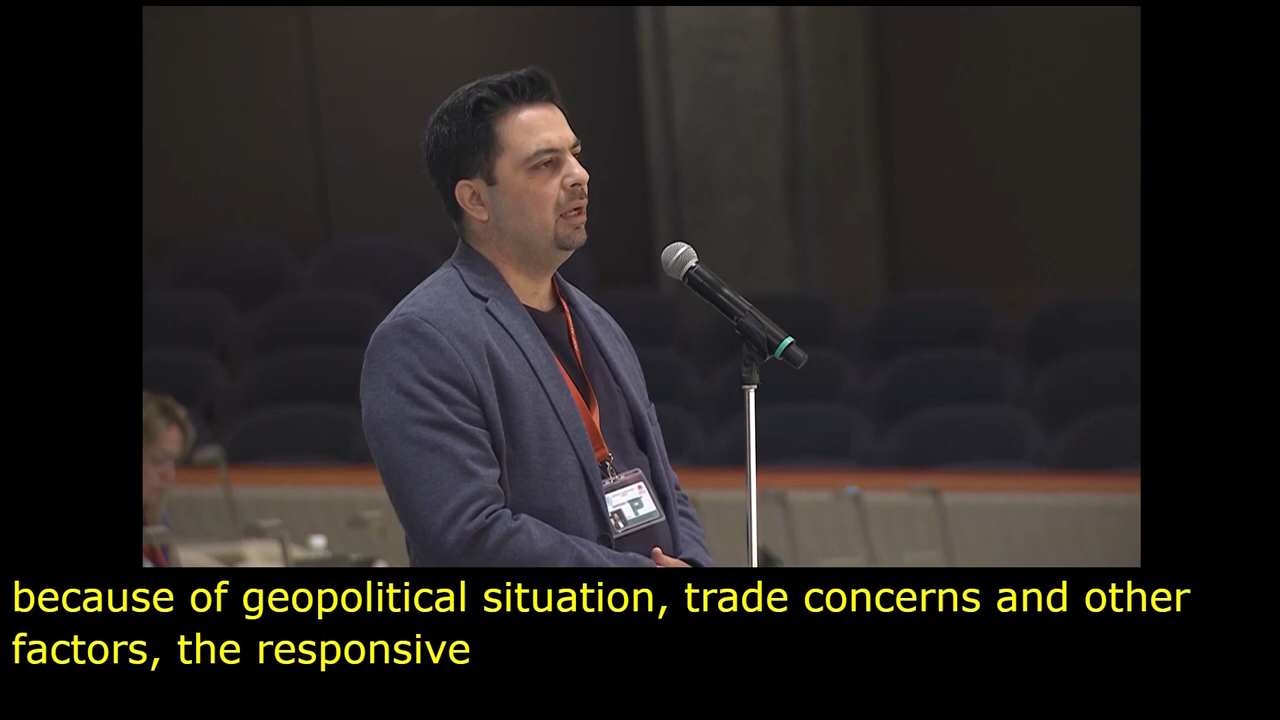 P
because of geopolitical situation, trade concerns and other
factors, the responsive